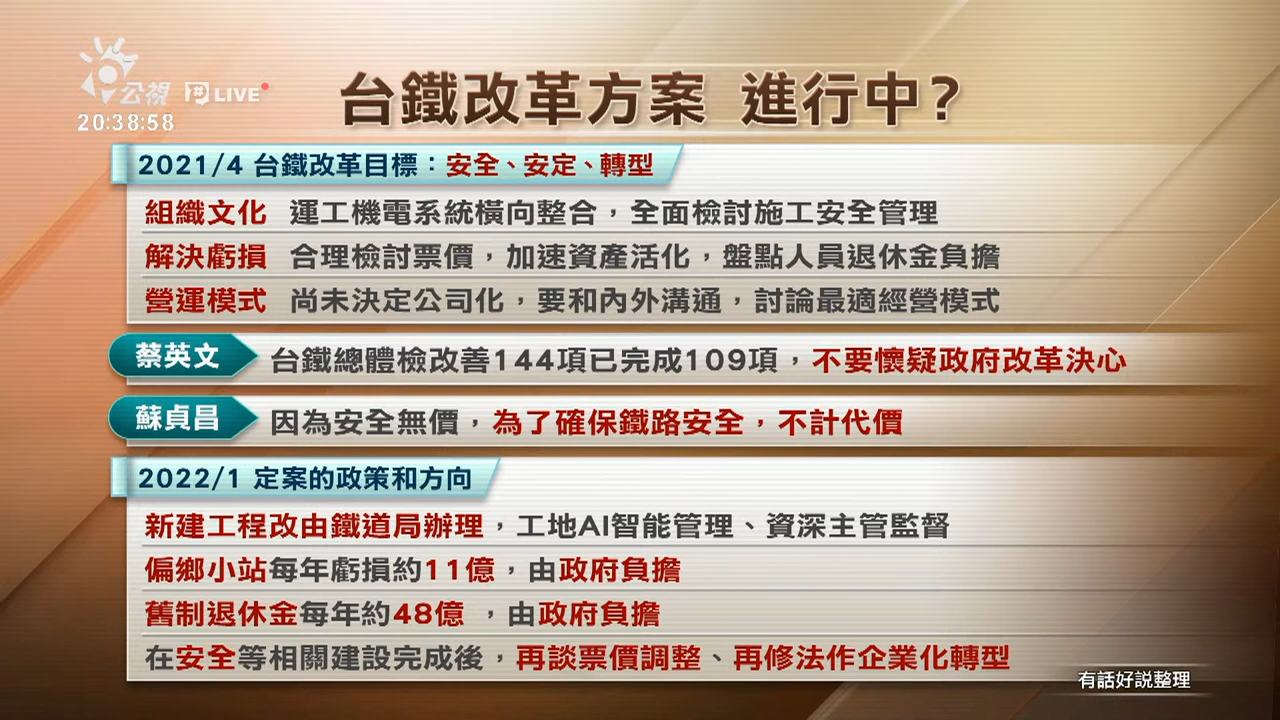 公視
LIVE
20:38:58
台鐵改革方案 進行中？
2021/4 台鐵改革目標：安全、安定、轉型
組織文化 運工機電系統橫向整合，全面檢討施工安全管理
解決虧損 合理檢討票價，加速資產活化，盤點人員退休金負擔
營運模式 尚未決定公司化，要和內外溝通，討論最適經營模式
蔡英文 台鐵總體檢改善144項已完成109項，不要懷疑政府改革決心
蘇貞昌 因為安全無價，為了確保鐵路安全，不計代價
2022/1 定案的政策和方向
新建工程改由鐵道局辦理，工地AI智能管理、資深主管監督
偏鄉小站每年虧損約11億，由政府負擔
舊制退休金每年約48億 ，由政府負擔
在安全等相關建設完成後，再談票價調整、再修法作企業化轉型
有話好說整理